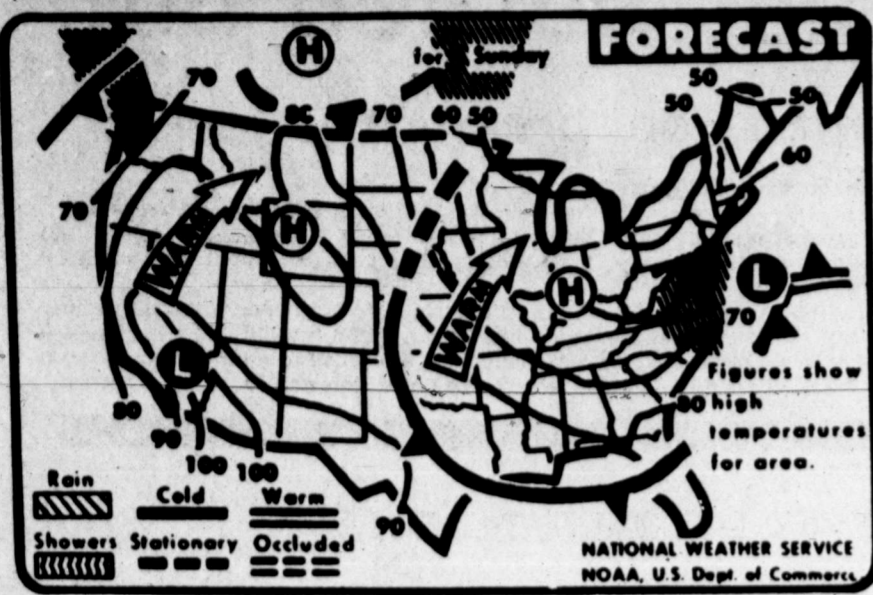 FORECAST
for Sunday
H
70
80
70
60
50
50
50
50
60
70
WARM
H
WARM
H
L
70
L
Figures show
high
temperatures
for area.
80
80
90
100
100
90
Rain
Cold
Warm
Showers
Stationary
Occluded
NATIONAL WEATHER SERVICE
NOAA, U.S. Dept. of Commerce